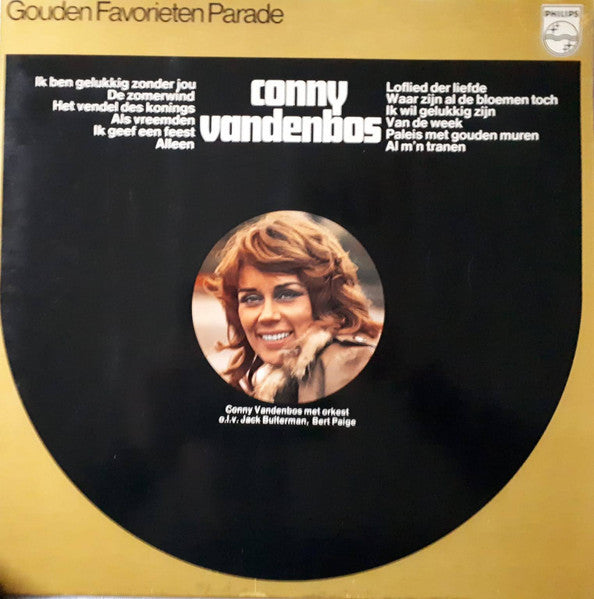 Gouden Favorieten Parade
PHILIPS
Ik ben gelukkig zonder jou
De zomerwind
Het vendel des konings
Als vreemden
Ik geef een feest
Alleen
conny
vandenbos
Loflied der liefde
Waar zijn al de bloemen toch
Ik wil gelukkig zijn
Van de week
Paleis met gouden muren
Al m'n tranen
Conny Vandenbos met orkest
o.l.v. Jack Bulterman, Bert Paige